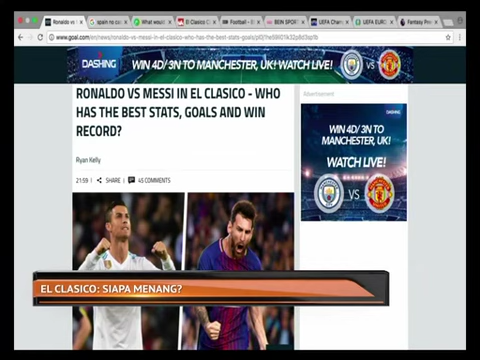 Ronaldo vs
spain no cu
What would
El Clasico C
Football - E
BEIN SPORT
UEFA Cham
UEFA EURO
Fantasy Pre
www.goal.com/en/news/ronaldo-vs-messi-in-el-clasico-who-has-the-best-stats-goals/
DASHING
WIN 4D/ 3N TO MANCHESTER, UK! WATCH LIVE!
VS
RONALDO VS MESSI IN EL CLASICO - WHO
HAS THE BEST STATS, GOALS AND WIN
RECORD?
Ryan Kelly
21:59
SHARE
45 COMMENTS
Advertisement
WIN 4D/ 3N TO
MANCHESTER, UK!
WATCH LIVE!
VS
DASHING
EL CLASICO: SIAPA MENANG?